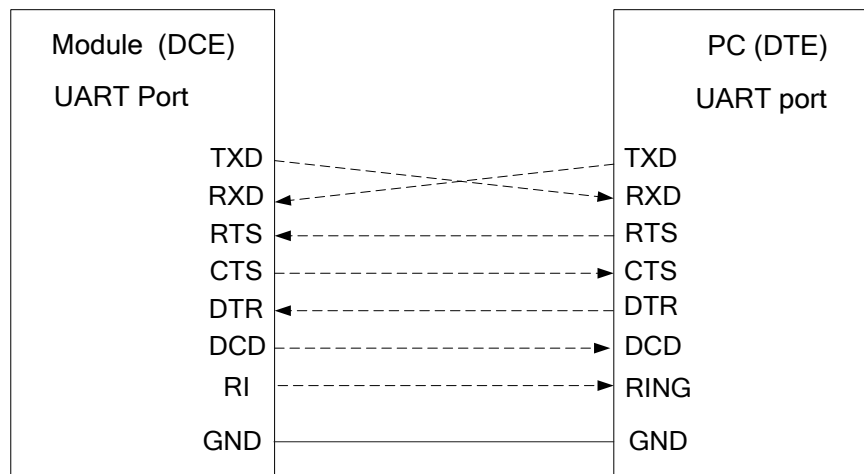 Module (DCE)
UART Port
TXD
RXD
RTS
CTS
DTR
DCD
RI
GND
PC (DTE)
UART port
TXD
RXD
RTS
CTS
DTR
DCD
RING
GND